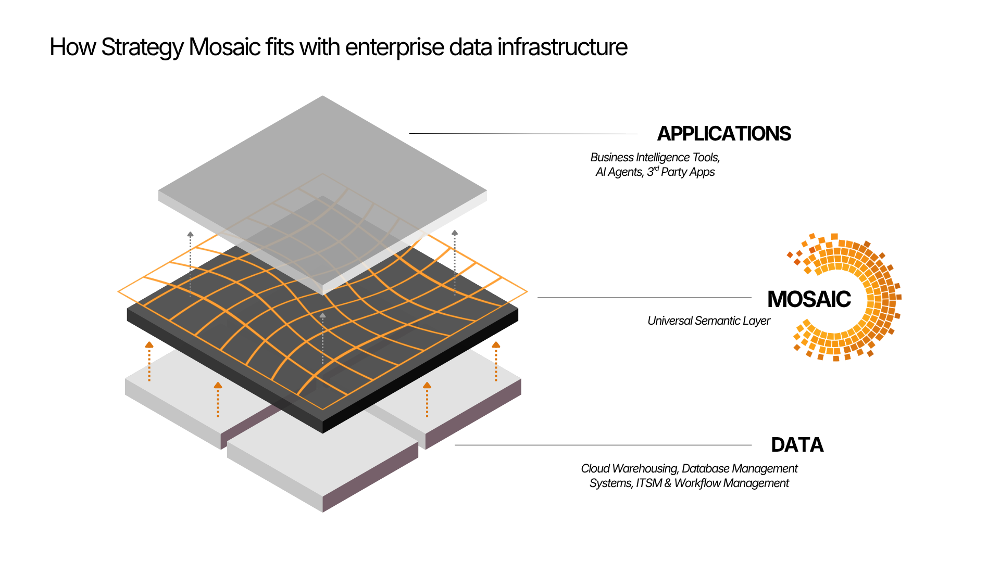 How Strategy Mosaic fits with enterprise data infrastructure
APPLICATIONS
Business Intelligence Tools,
AI Agents, 3rd Party Apps
MOSAIC
Universal Semantic Layer
DATA
Cloud Warehousing, Database Management
Systems, ITSM & Workflow Management